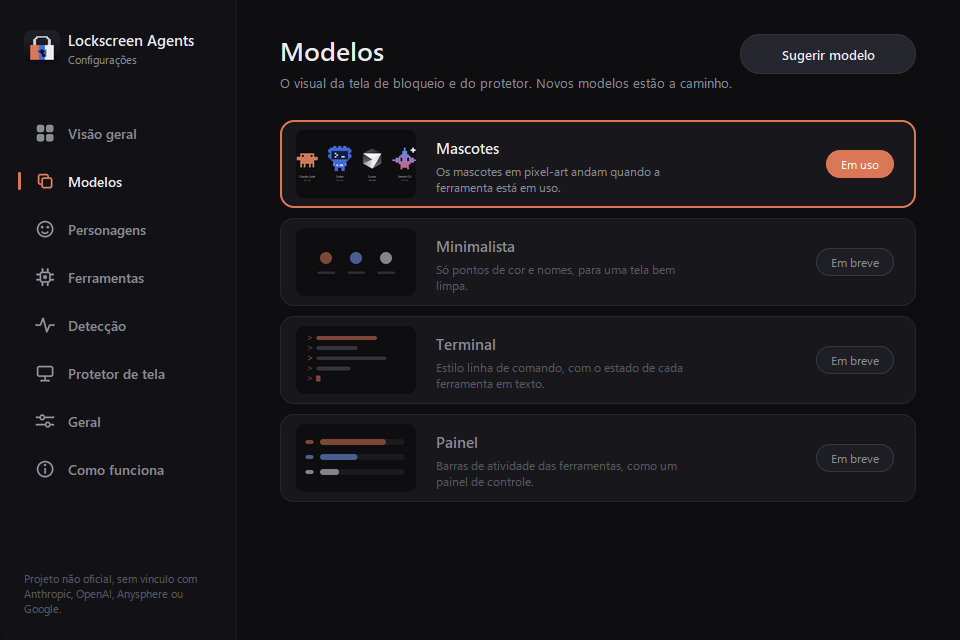 Lockscreen Agents
Configurações
Visão geral
Modelos
Personagens
Ferramentas
Detecção
Protetor de tela
Geral
Como funciona
Projeto não oficial, sem vínculo com
Anthropic, OpenAI, Anysphere ou
Google.
Modelos
O visual da tela de bloqueio e do protetor. Novos modelos estão a caminho.
Sugerir modelo
Mascotes
Os mascotes em pixel-art andam quando a
ferramenta está em uso.
Em uso
Minimalista
Só pontos de cor e nomes, para uma tela bem
limpa.
Em breve
Terminal
Estilo linha de comando, com o estado de cada
ferramenta em texto.
Em breve
Painel
Barras de atividade das ferramentas, como um
painel de controle.
Em breve